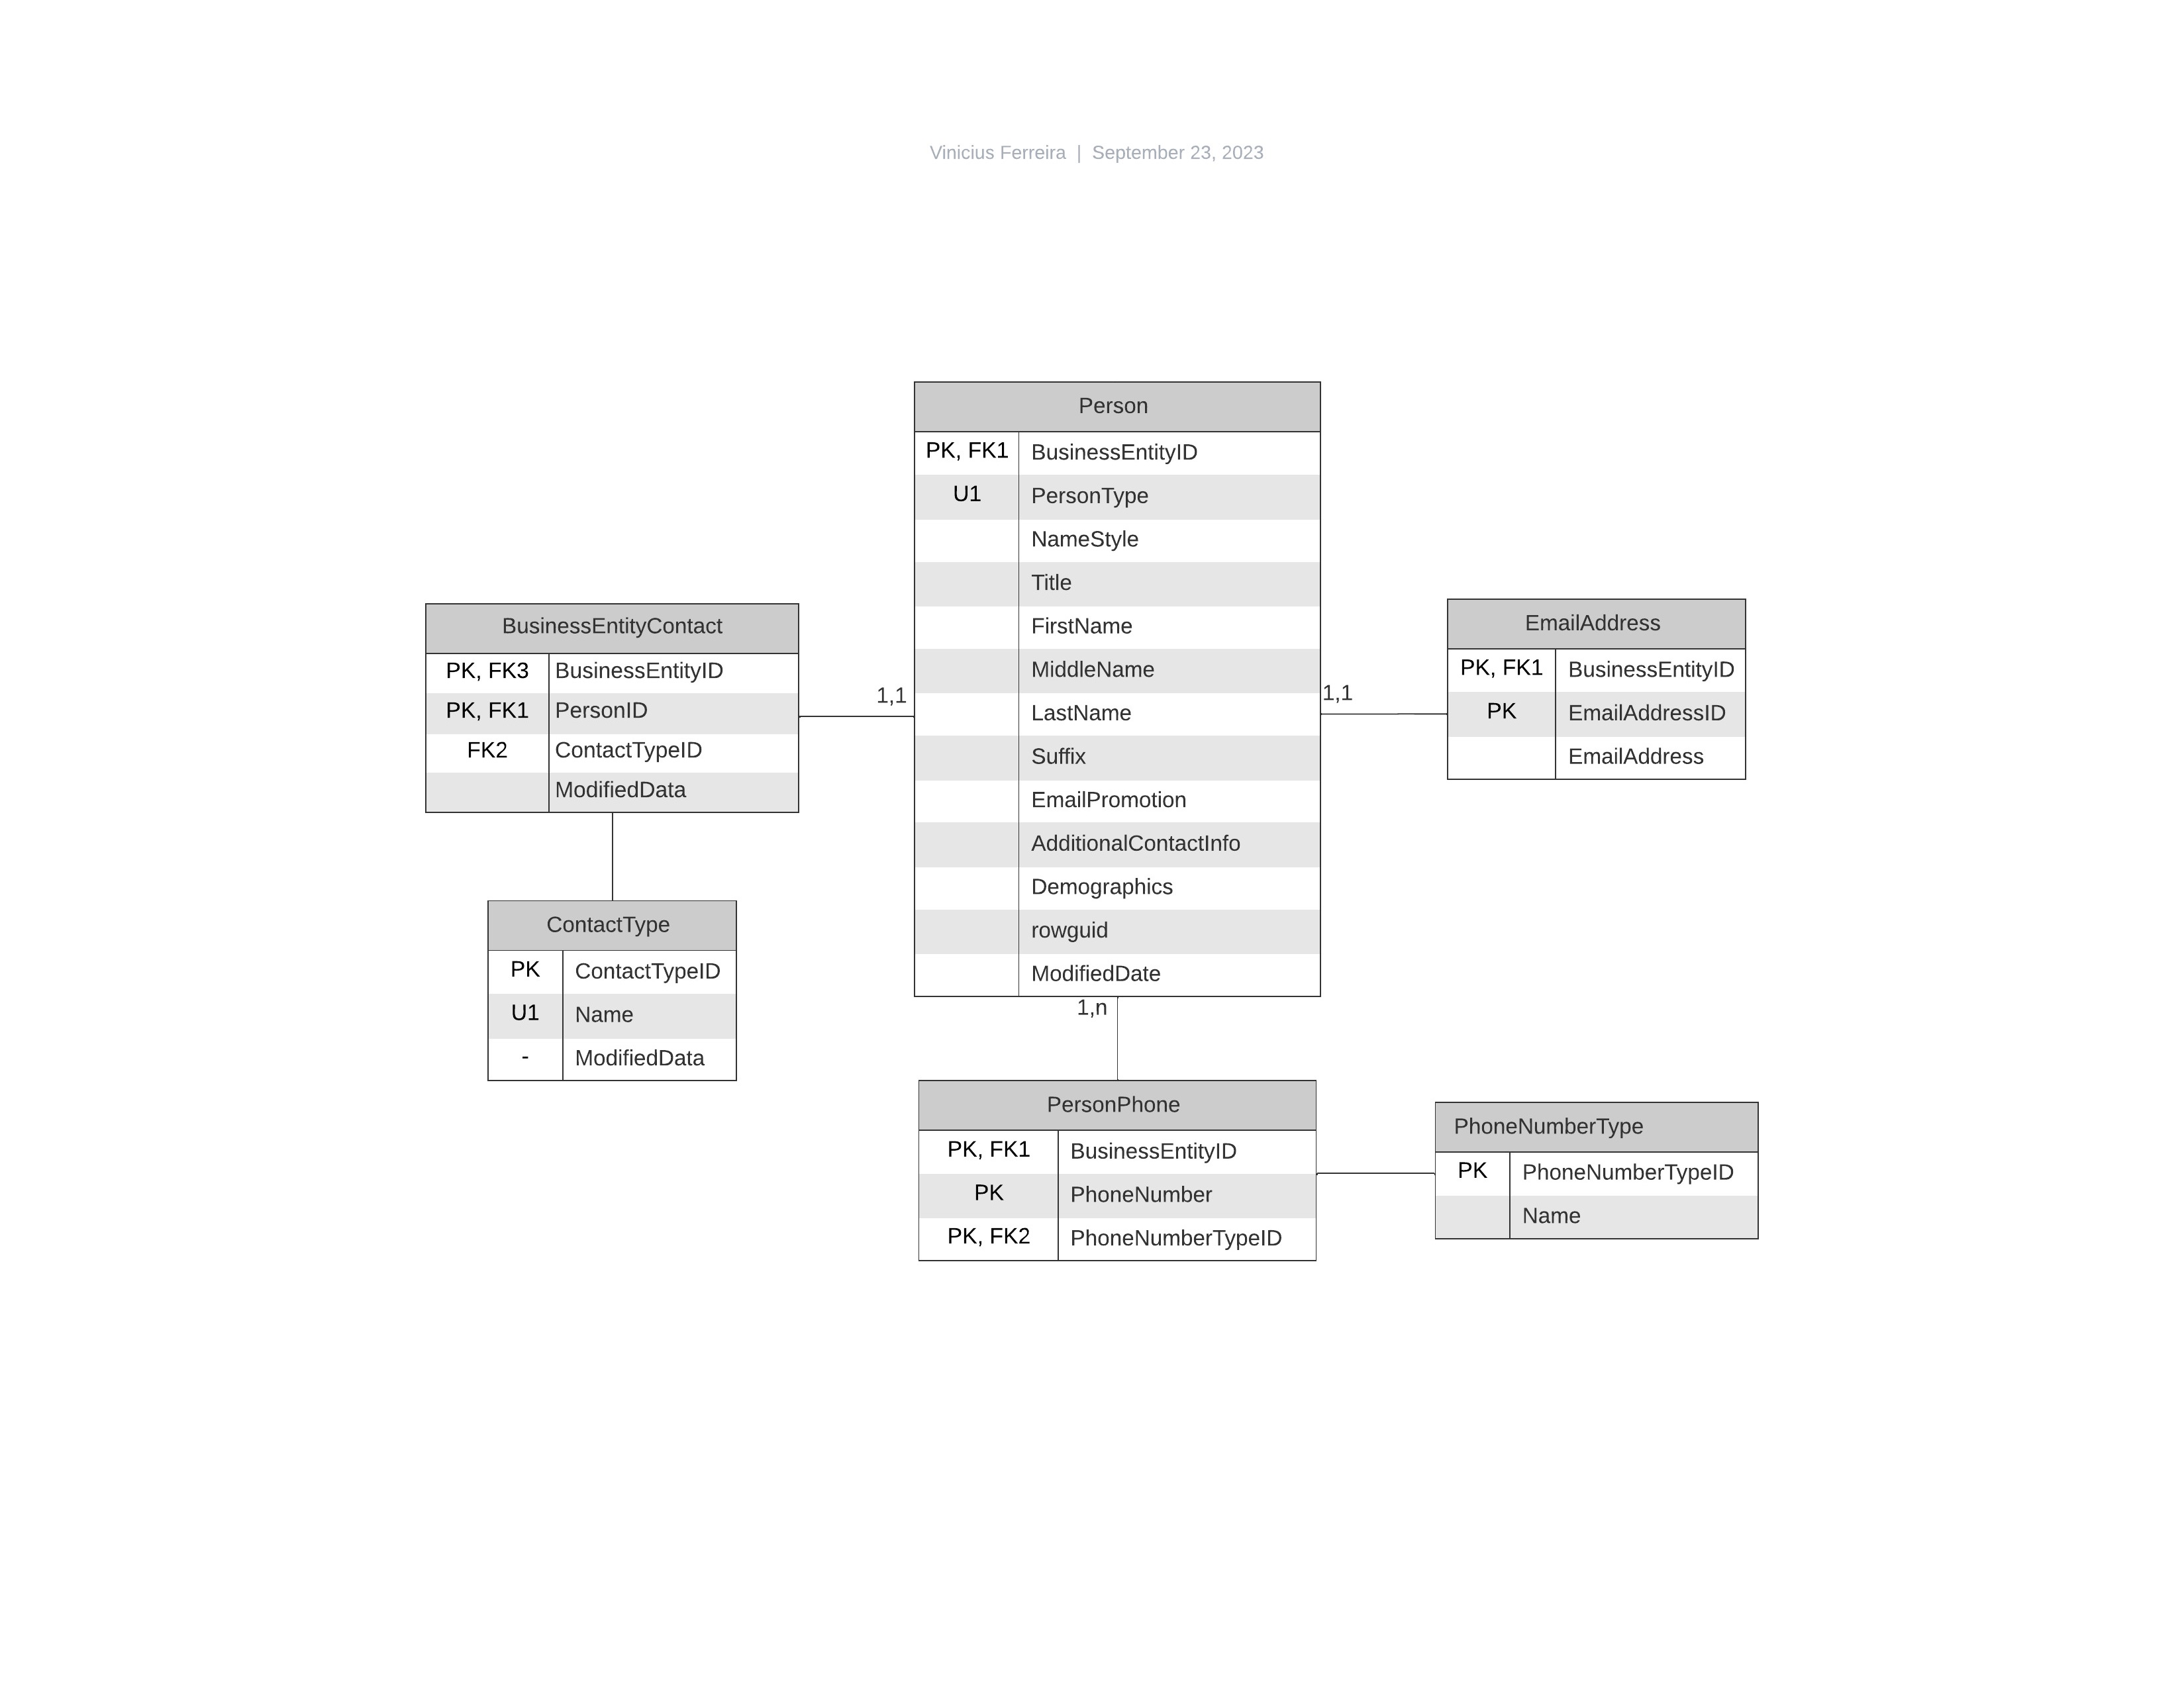 Vinicius Ferreira | September 23, 2023
Person
PK, FK1 BusinessEntityID
U1 PersonType
NameStyle
Title
FirstName
MiddleName
LastName
Suffix
EmailPromotion
AdditionalContactInfo
Demographics
rowguid
ModifiedDate
BusinessEntityContact
PK, FK3 BusinessEntityID
PK, FK1 PersonID
FK2 ContactTypeID
ModifiedData
1,1
1,1
EmailAddress
PK, FK1 BusinessEntityID
PK EmailAddressID
EmailAddress
ContactType
PK ContactTypeID
U1 Name
- ModifiedData
1,n
PersonPhone
PK, FK1 BusinessEntityID
PK PhoneNumber
PK, FK2 PhoneNumberTypeID
PhoneNumberType
PK PhoneNumberTypeID
Name